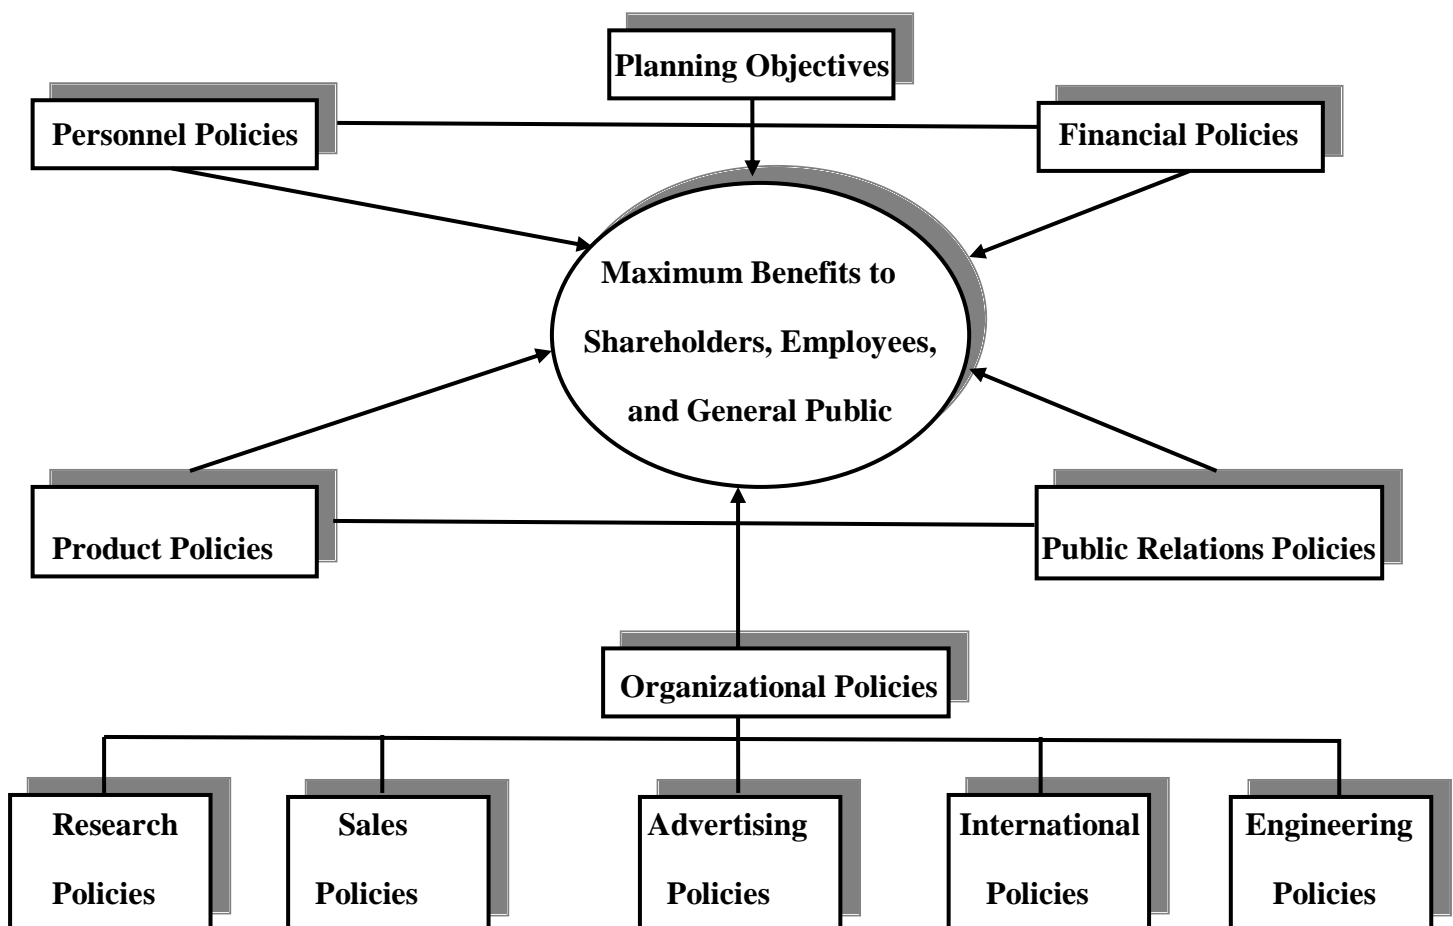 Planning Objectives
Personnel Policies
Financial Policies
Maximum Benefits to
Shareholders, Employees,
and General Public
Product Policies
Public Relations Policies
Organizational Policies
Research
Policies
Sales
Policies
Advertising
Policies
International
Policies
Engineering
Policies